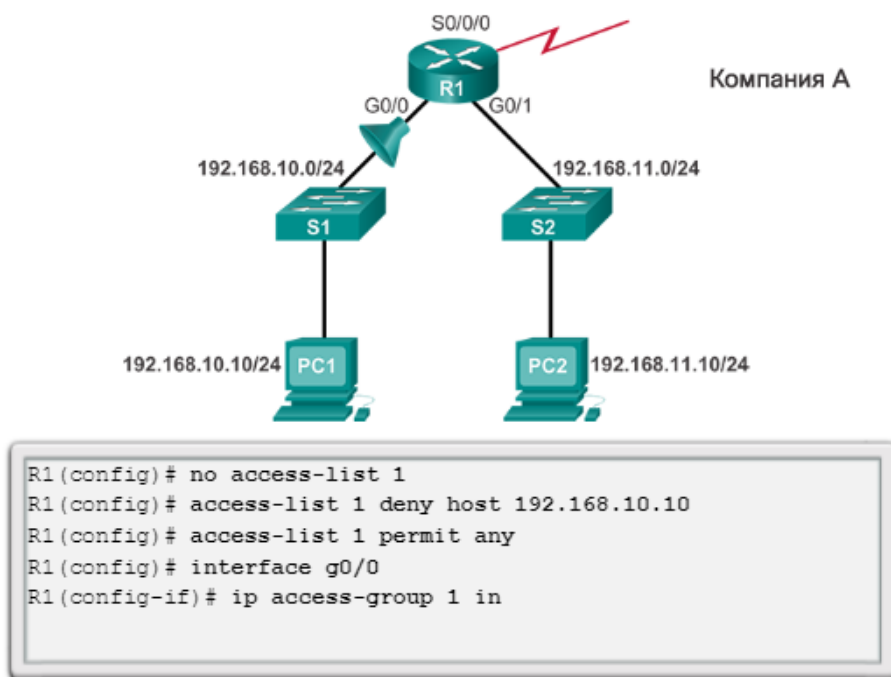 S0/0/0
Компания А
R1
G0/0
G0/1
192.168.10.0/24
192.168.11.0/24
S1
S2
192.168.10.10/24
PC1
PC2
192.168.11.10/24
R1(config)# no access-list 1
R1(config)# access-list 1 deny host 192.168.10.10
R1(config)# access-list 1 permit any
R1(config)# interface g0/0
R1(config-if)# ip access-group 1 in